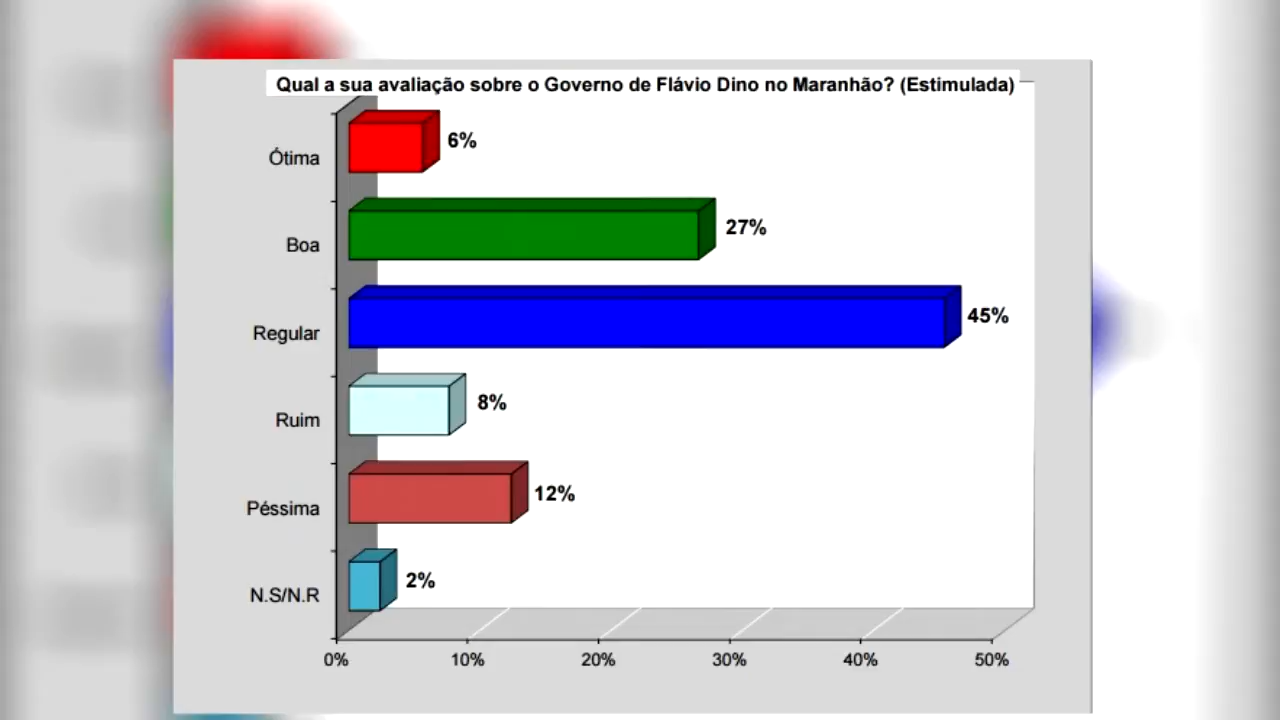 Qual a sua avaliação sobre o Governo de Flávio Dino no Maranhão? (Estimulada)
Ótima 6%
Boa 27%
Regular 45%
Ruim 8%
Péssima 12%
N.S/N.R 2%
0% 10% 20% 30% 40% 50%